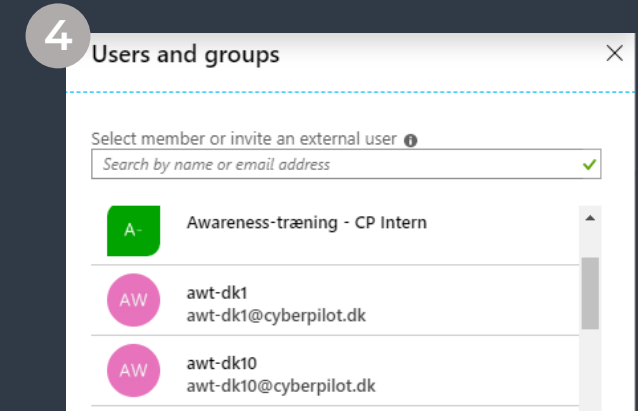 4
Users and groups
Select member or invite an external user
Search by name or email address
A-
Awareness-træning - CP Intern
AW
awt-dk1
awt-dk1@cyberpilot.dk
AW
awt-dk10
awt-dk10@cyberpilot.dk